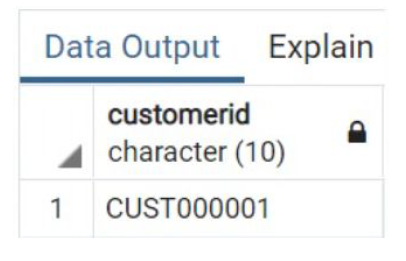 Data Output Explain
customerid
character (10)
1 CUST000001